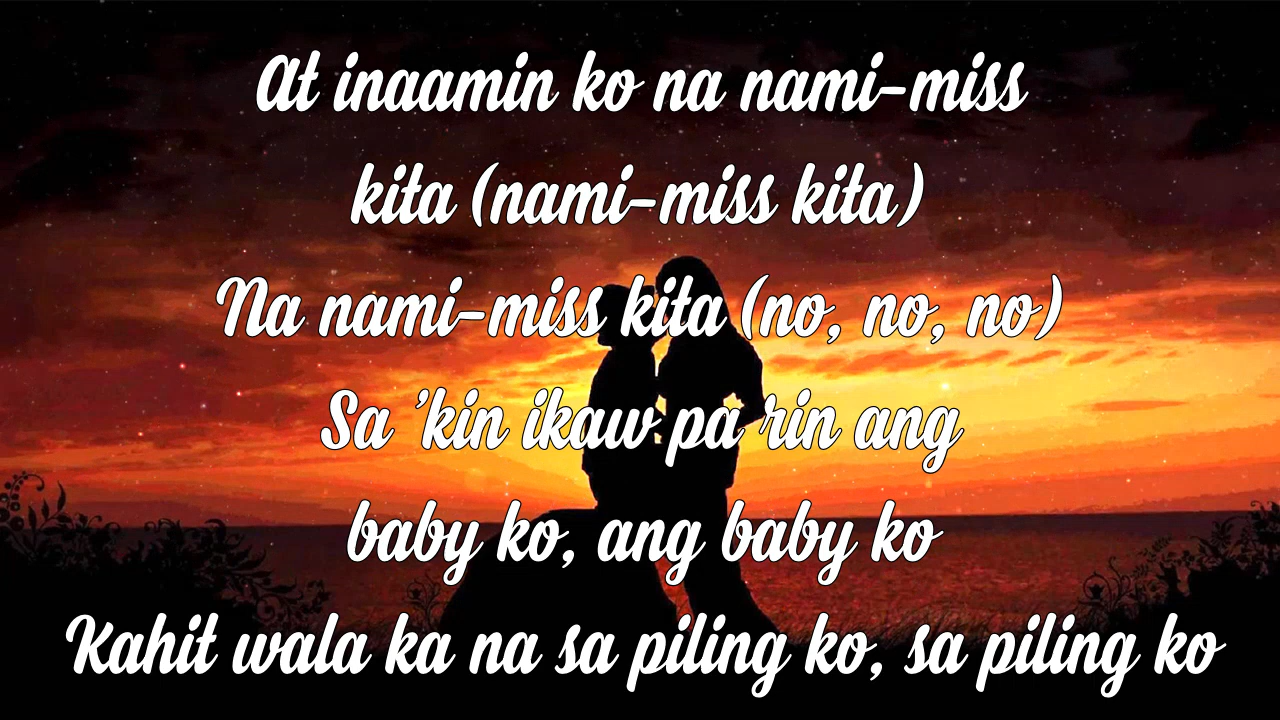 At inaamin ko na nami-miss
kita (nami-miss kita)
Na nami-miss kita (no, no, no)
Sa 'kin ikaw pa 'rin ang
baby ko, ang baby ko
Kahit wala ka na sa piling ko, sa piling ko